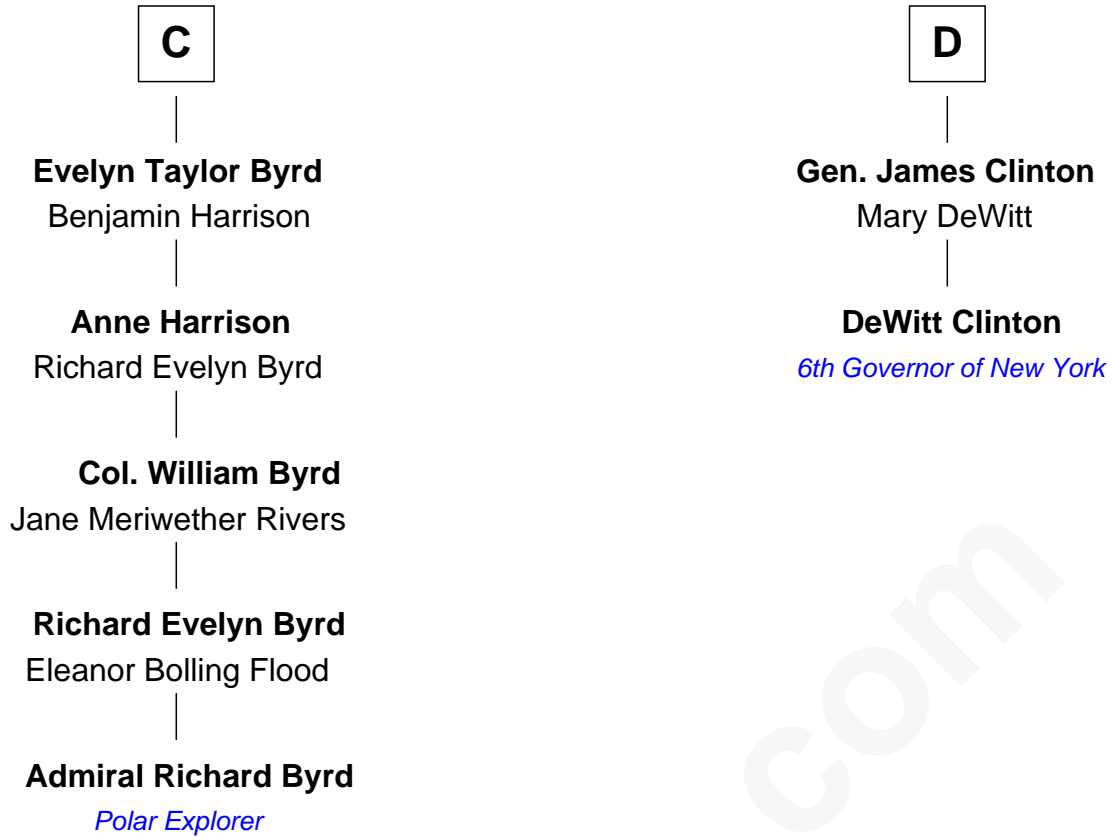 C
Evelyn Taylor Byrd
Benjamin Harrison
Anne Harrison
Richard Evelyn Byrd
Col. William Byrd
Jane Meriwether Rivers
Richard Evelyn Byrd
Eleanor Bolling Flood
Admiral Richard Byrd
Polar Explorer
D
Gen. James Clinton
Mary DeWitt
DeWitt Clinton
6th Governor of New York
com